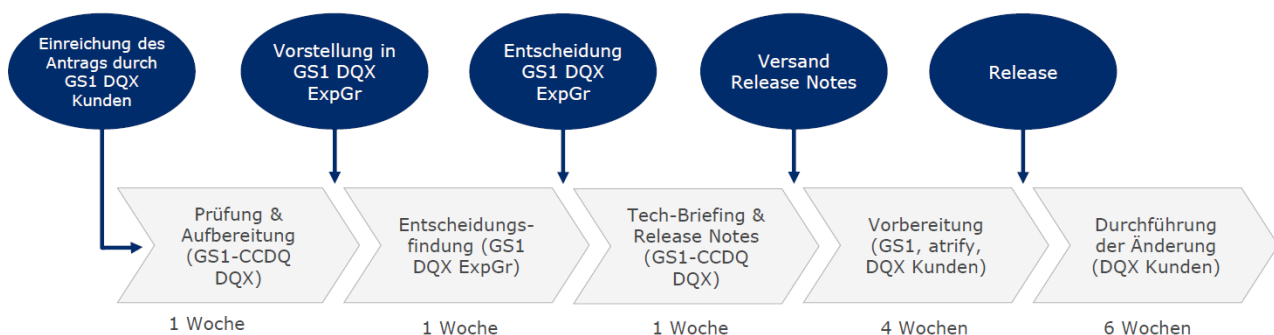 Einreichung des
Antrags durch
GS1 DQX
Kunden
Vorstellung in
GS1 DQX
ExpGr
Entscheidung
GS1 DQX
ExpGr
Versand
Release Notes
Release
Prüfung &
Aufbereitung
(GS1-CCDQ
DQX)
Entscheidungs-
findung (GS1
DQX ExpGr)
Tech-Briefing &
Release Notes
(GS1-CCDQ
DQX)
Vorbereitung
(GS1, atrify,
DQX Kunden)
Durchführung
der Änderung
(DQX Kunden)
1 Woche
1 Woche
1 Woche
4 Wochen
6 Wochen